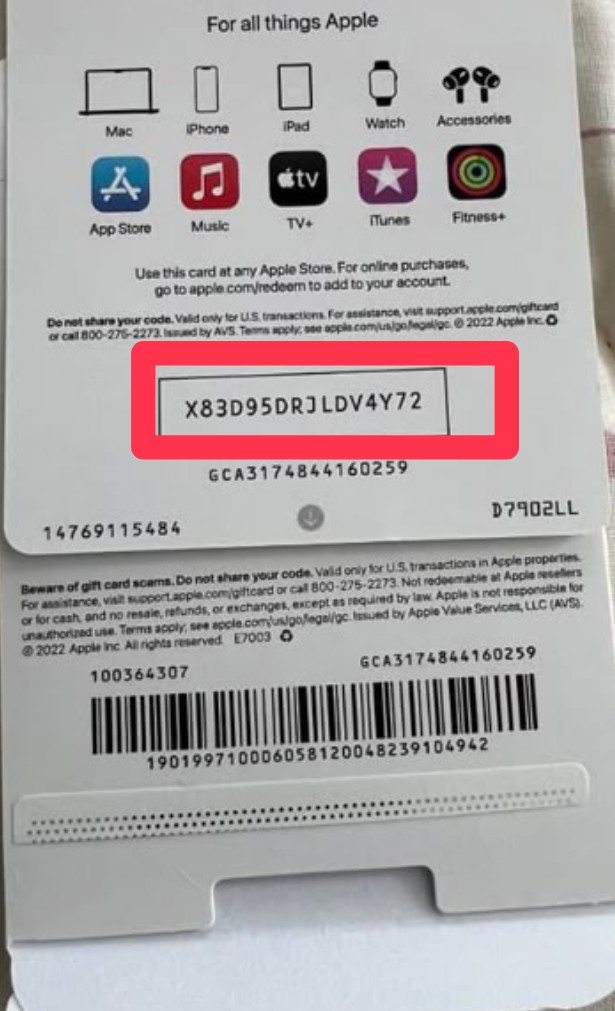 For all things Apple
Mac iPhone iPad Watch Accessories
tv
App Store Music TV+ iTunes Fitness+
Use this card at any Apple Store. For online purchases,
go to apple.com/redeem to add to your account.
Do not share your code. Valid only for U.S. transactions. For assistance, visit support.apple.com/giftcard
or call 800-275-2273. Issued by AVS. Terms apply; see apple.com/us/go/legal/gc. © 2022 Apple Inc.
X83D95DRJLDV4Y72
GCA3174844160259
14769115484
D7902LL
Beware of gift card scams. Do not share your code. Valid only for U.S. transactions in Apple properties.
For assistance, visit support.apple.com/giftcard or call 800-275-2273. Not redeemable at Apple resellers
or for cash, and no resale, refunds, or exchanges, except as required by law. Apple is not responsible for
unauthorized use. Terms apply; see apple.com/us/go/legal/gc. Issued by Apple Value Services, LLC (AVS).
© 2022 Apple Inc. All rights reserved. E7003
100364307
GCA3174844160259
190199710006058120048239104942